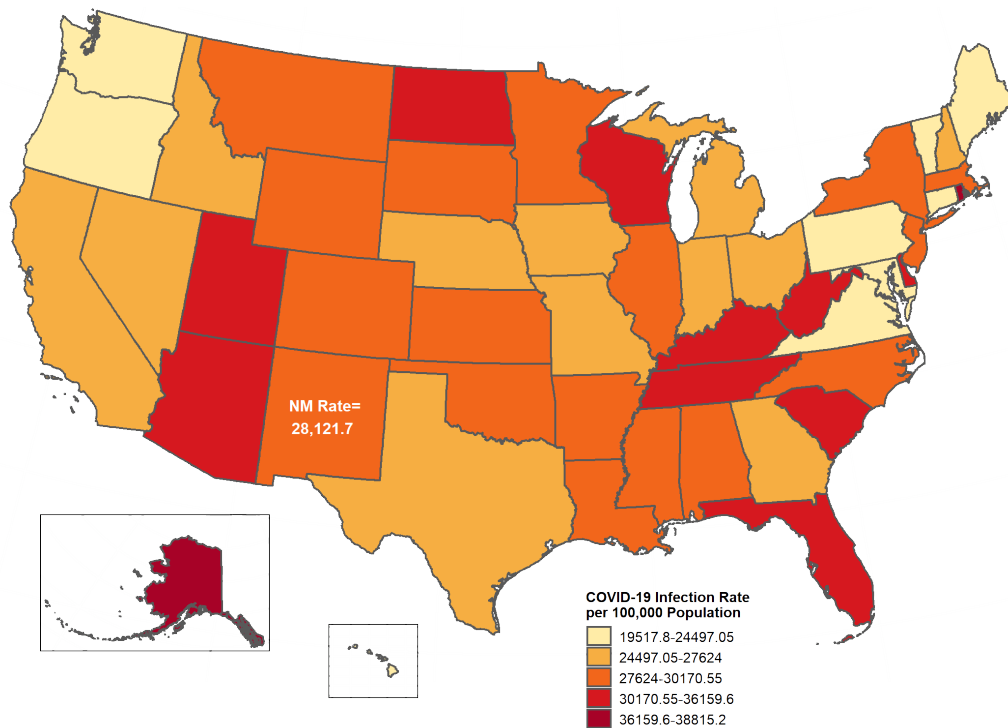 NM Rate=
28,121.7
COVID-19 Infection Rate
per 100,000 Population
19517.8-24497.05
24497.05-27624
27624-30170.55
30170.55-36159.6
36159.6-38815.2